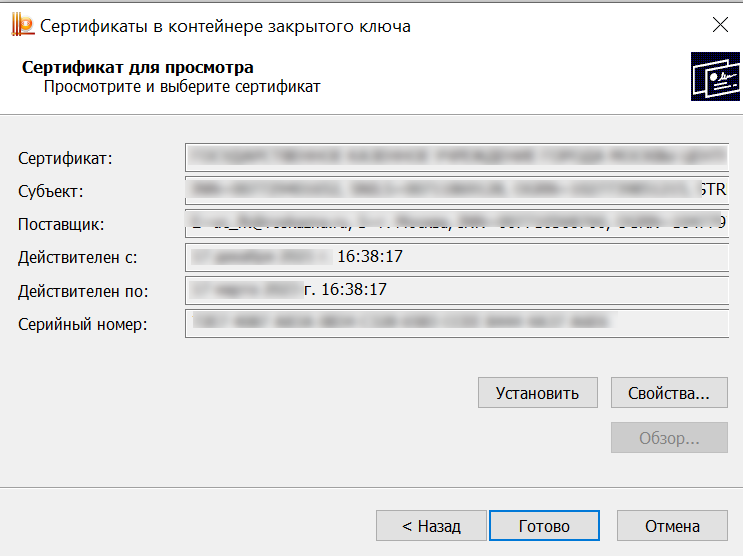 Сертификаты в контейнере закрытого ключа
Сертификат для просмотра
Просмотрите и выберите сертификат
Сертификат:
Субъект: STR
Поставщик:
Действителен с: 16:38:17
Действителен по: г. 16:38:17
Серийный номер:
Установить Свойства...
Обзор...
< Назад Готово Отмена